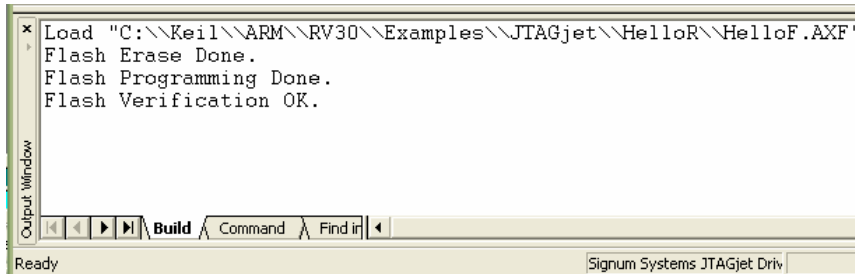 Load "C:\\Keil\\ARM\\RV30\\Examples\\JTAGjet\\HelloR\\HelloF.AXF"
Flash Erase Done.
Flash Programming Done.
Flash Verification OK.
Output Window
Build Command Find in
Ready Signum Systems JTAGjet Driv